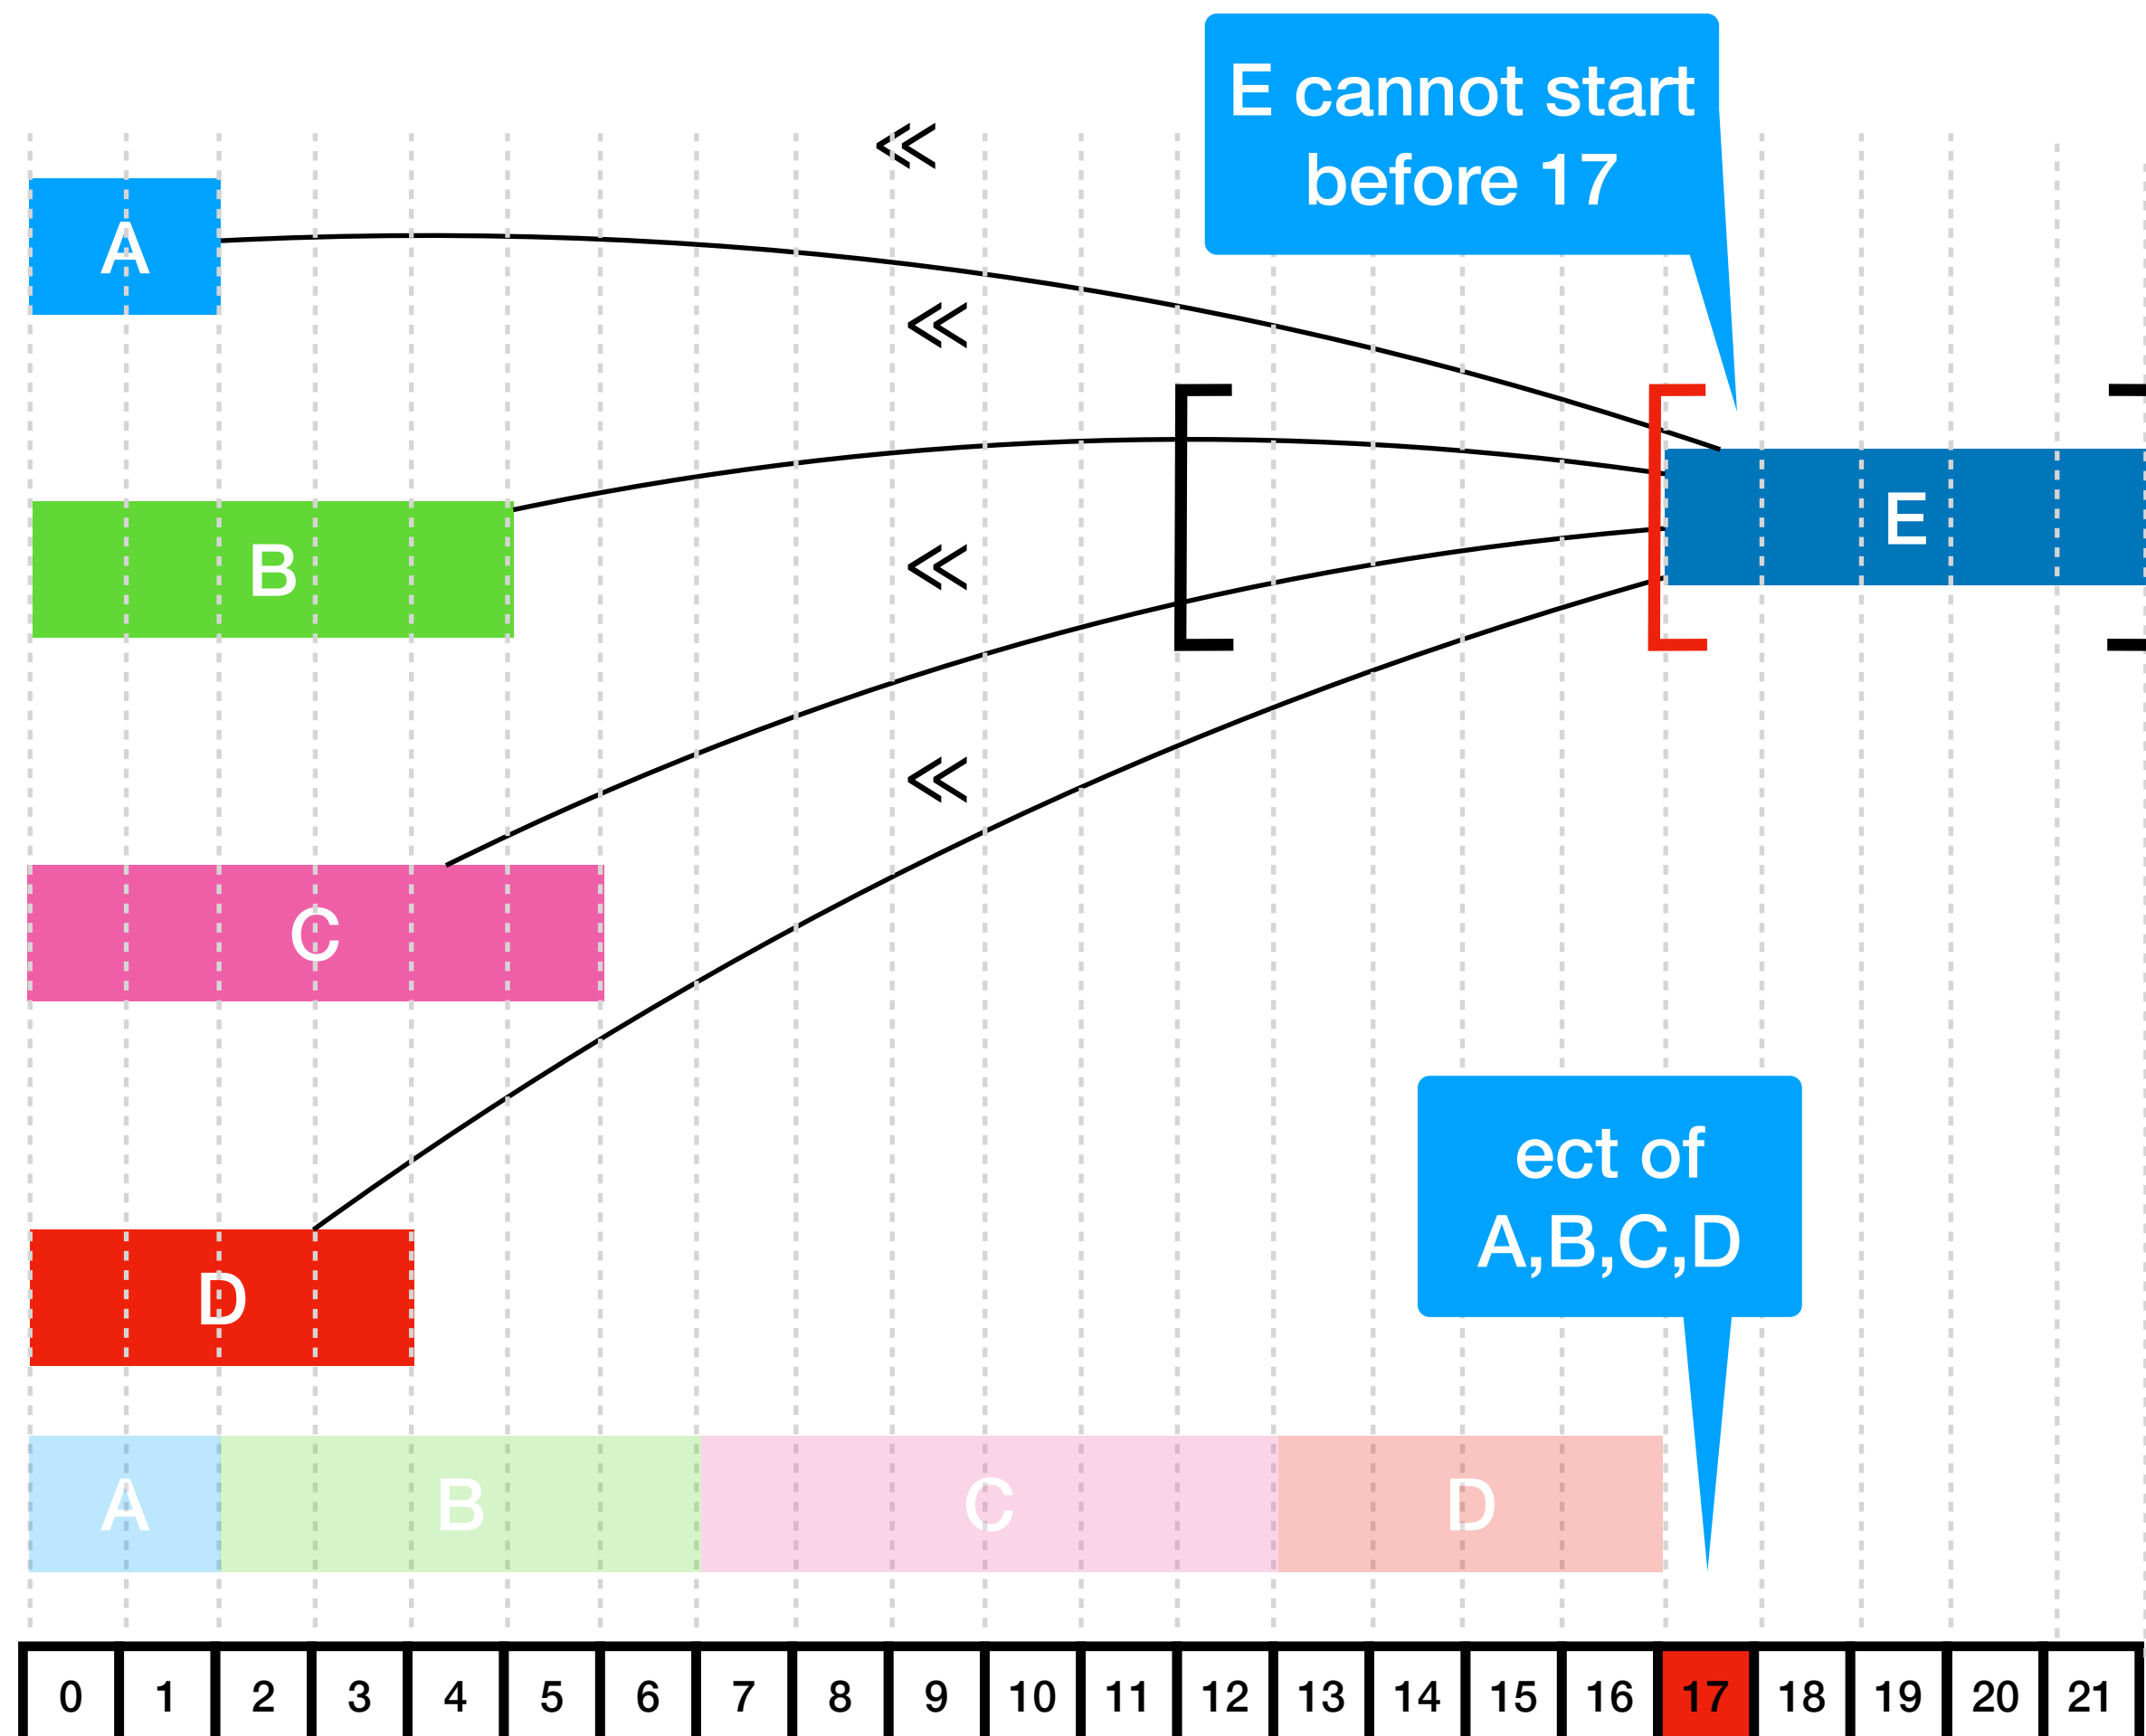 E cannot start
before 17
≪
A
≪
E
B
≪
≪
C
ect of
A,B,C,D
D
A B C D
0 1 2 3 4 5 6 7 8 9 10 11 12 13 14 15 16 17 18 19 20 21